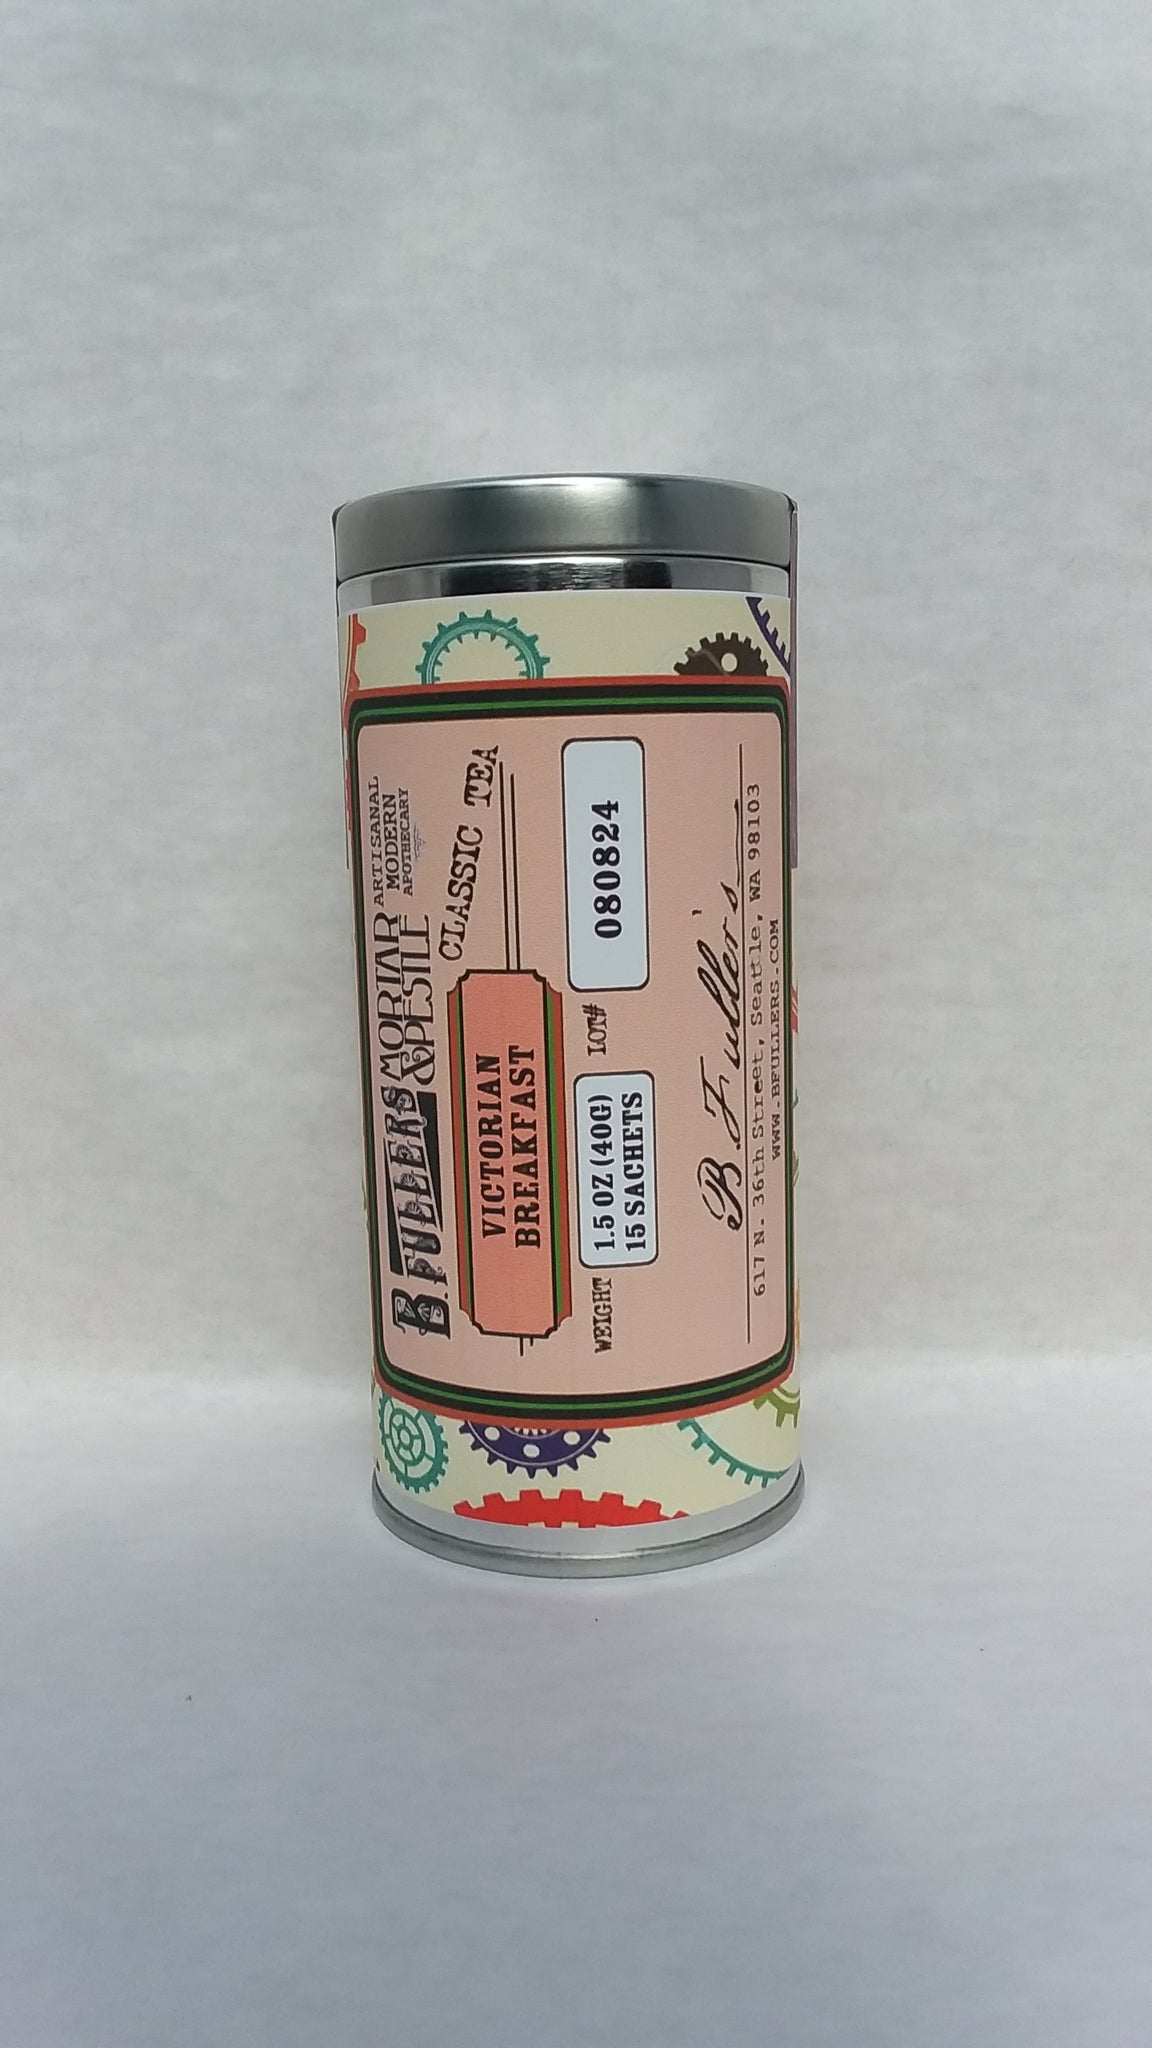 B.FULLERS MORTAR
&PESTLE
ARTISANAL
MODERN
APOTHECARY
CLASSIC TEA
VICTORIAN
BREAKFAST
WEIGHT
1.5 OZ (40G)
15 SACHETS
LOT#
080824
B.Fuller's
617 N. 36th Street, Seattle, WA 98103
WWW.BFULLERS.COM